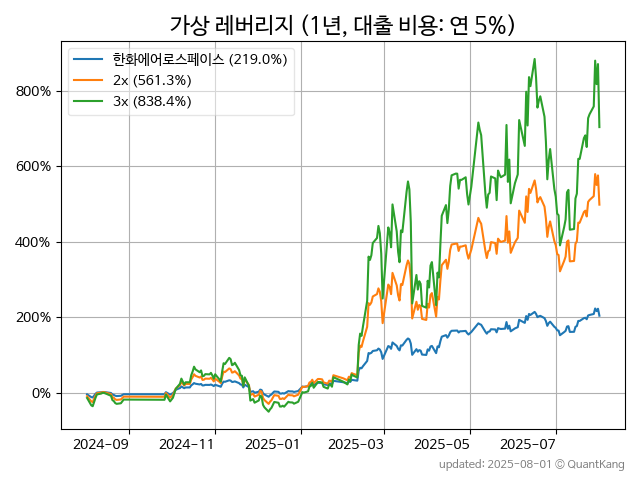 가상 레버리지 (1년, 대출 비용: 연 5%)
한화에어로스페이스 (219.0%)
2x (561.3%)
3x (838.4%)
800%
600%
400%
200%
0%
2024-09 2024-11 2025-01 2025-03 2025-05 2025-07
updated: 2025-08-01 © QuantKang